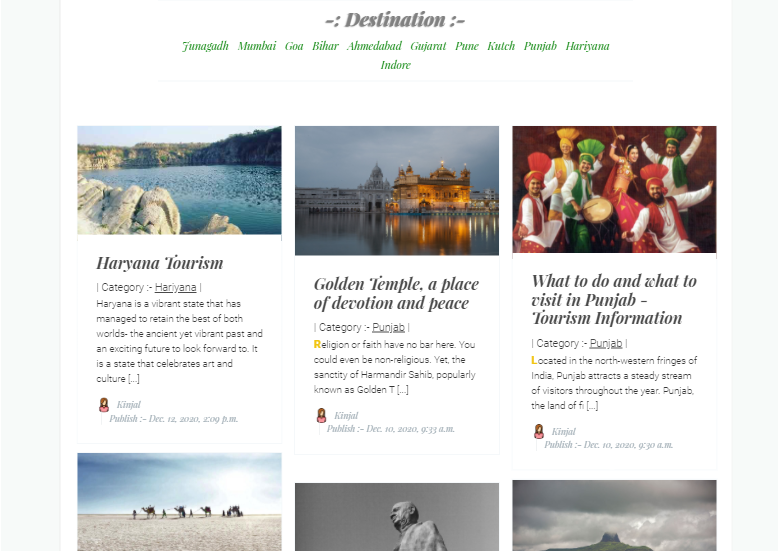 -: Destination :-
Junagadh Mumbai Goa Bihar Ahmedabad Gujarat Pune Kutch Punjab Hariyana
Indore
Haryana Tourism
| Category :- Hariyana |
Haryana is a vibrant state that has
managed to retain the best of both
worlds- the ancient yet vibrant past and
an exciting future to look forward to. It
is a state that celebrates art and
culture [...]
Kinjal
Publish :- Dec. 12, 2020, 2:09 p.m.
Golden Temple, a place
of devotion and peace
| Category :- Punjab |
Religion or faith have no bar here. You
could even be non-religious. Yet, the
sanctity of Harmandir Sahib, popularly
known as Golden T [...]
Kinjal
Publish :- Dec. 10, 2020, 9:33 a.m.
What to do and what to
visit in Punjab -
Tourism Information
| Category :- Punjab |
Located in the north-western fringes of
India, Punjab attracts a steady stream
of visitors throughout the year. Punjab,
the land of fi [...]
Kinjal
Publish :- Dec. 10, 2020, 9:30 a.m.